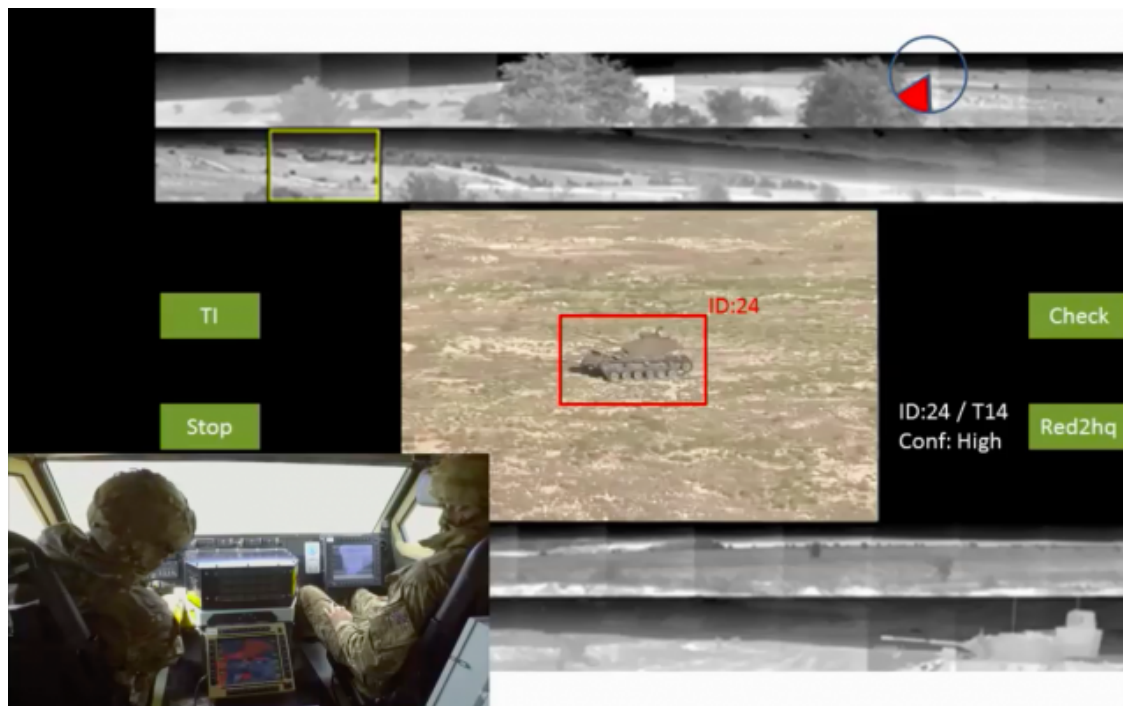 ID:24
TI
Check
Stop
ID:24 / T14
Conf: High
Red2hq